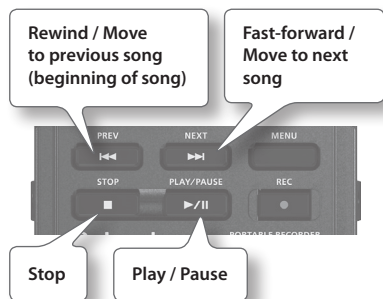 Rewind / Move
to previous song
(beginning of song)
Fast-forward /
Move to next
song
PREV
NEXT
MENU
STOP
PLAY/PAUSE
REC
PORTABLE RECORDER
Stop
Play / Pause